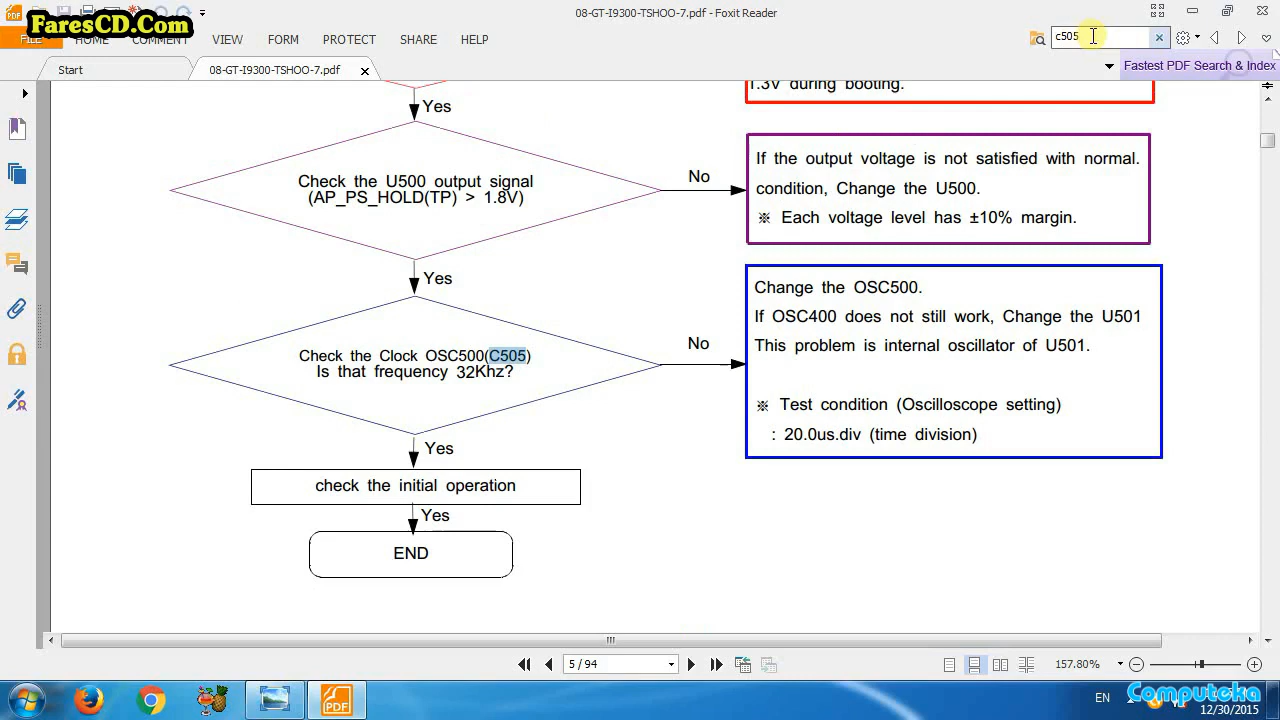 08-GT-I9300-TSHOO-7.pdf - Foxit Reader
FaresCD.Com
FILE HOME COMMENT VIEW FORM PROTECT SHARE HELP
c505
Start
08-GT-I9300-TSHOO-7.pdf
Fastest PDF Search & Index
1.3V during booting.
Yes
Check the U500 output signal
(AP_PS_HOLD(TP) > 1.8V)
No
If the output voltage is not satisfied with normal.
condition, Change the U500.
※ Each voltage level has ±10% margin.
Yes
Check the Clock OSC500(C505)
Is that frequency 32Khz?
No
Change the OSC500.
If OSC400 does not still work, Change the U501
This problem is internal oscillator of U501.
※ Test condition (Oscilloscope setting)
: 20.0us.div (time division)
Yes
check the initial operation
Yes
END
5 / 94
157.80%
PDF
EN
Computeka
12/30/2015